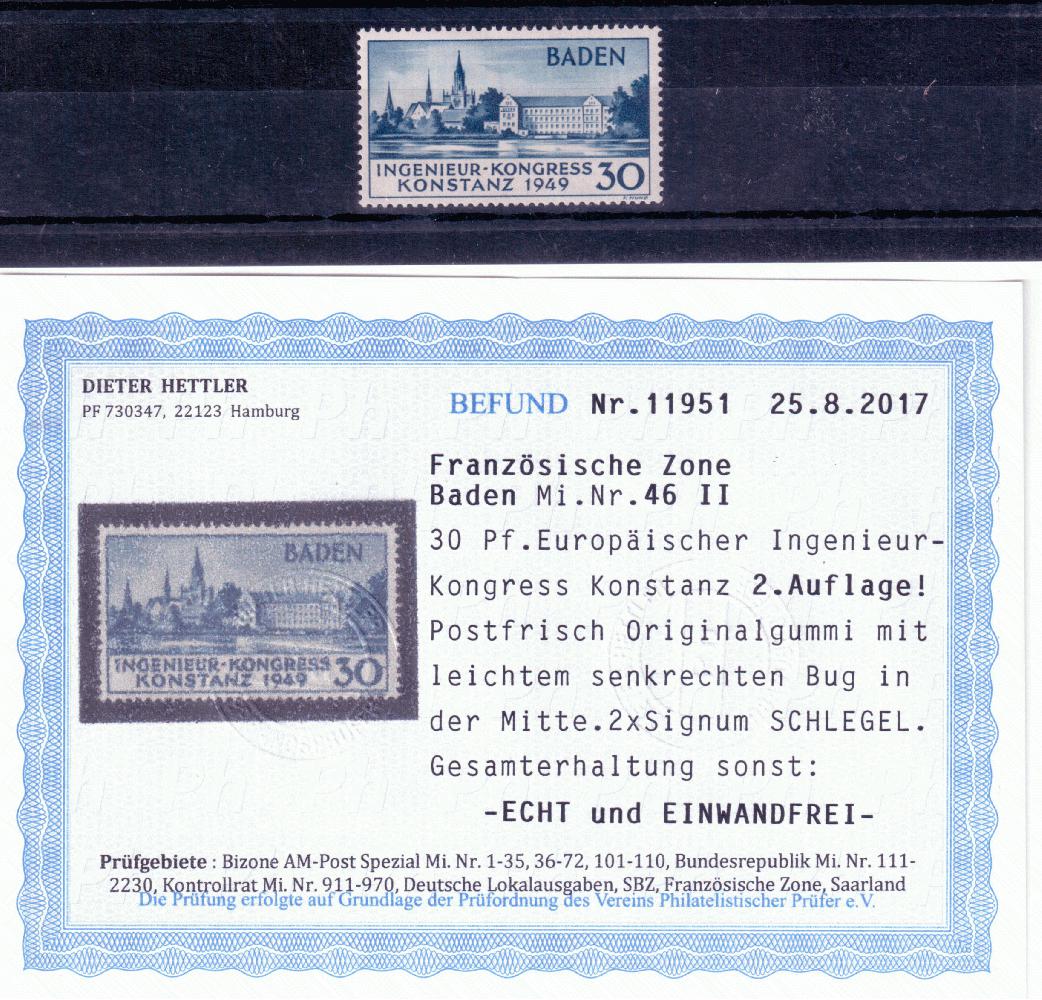 BADEN
INGENIEUR-KONGRESS
KONSTANZ 1949 30
DIETER HETTLER
PF 730347, 22123 Hamburg
BEFUND Nr.11951 25.8.2017
Französische Zone
Baden Mi.Nr.46 II
30 Pf.Europäischer Ingenieur-
Kongress Konstanz 2.Auflage!
Postfrisch Originalgummi mit
leichtem senkrechten Bug in
der Mitte.2xSignum SCHLEGEL.
Gesamterhaltung sonst:
-ECHT und EINWANDFREI-
BADEN
INGENIEUR-KONGRESS
KONSTANZ 1949 30
Prüfgebiete : Bizone AM-Post Spezial Mi. Nr. 1-35, 36-72, 101-110, Bundesrepublik Mi. Nr. 111-
2230, Kontrollrat Mi. Nr. 911-970, Deutsche Lokalausgaben, SBZ, Französische Zone, Saarland
Die Prüfung erfolgte auf Grundlage der Prüfordnung des Vereins Philatelistischer Prüfer e.V.